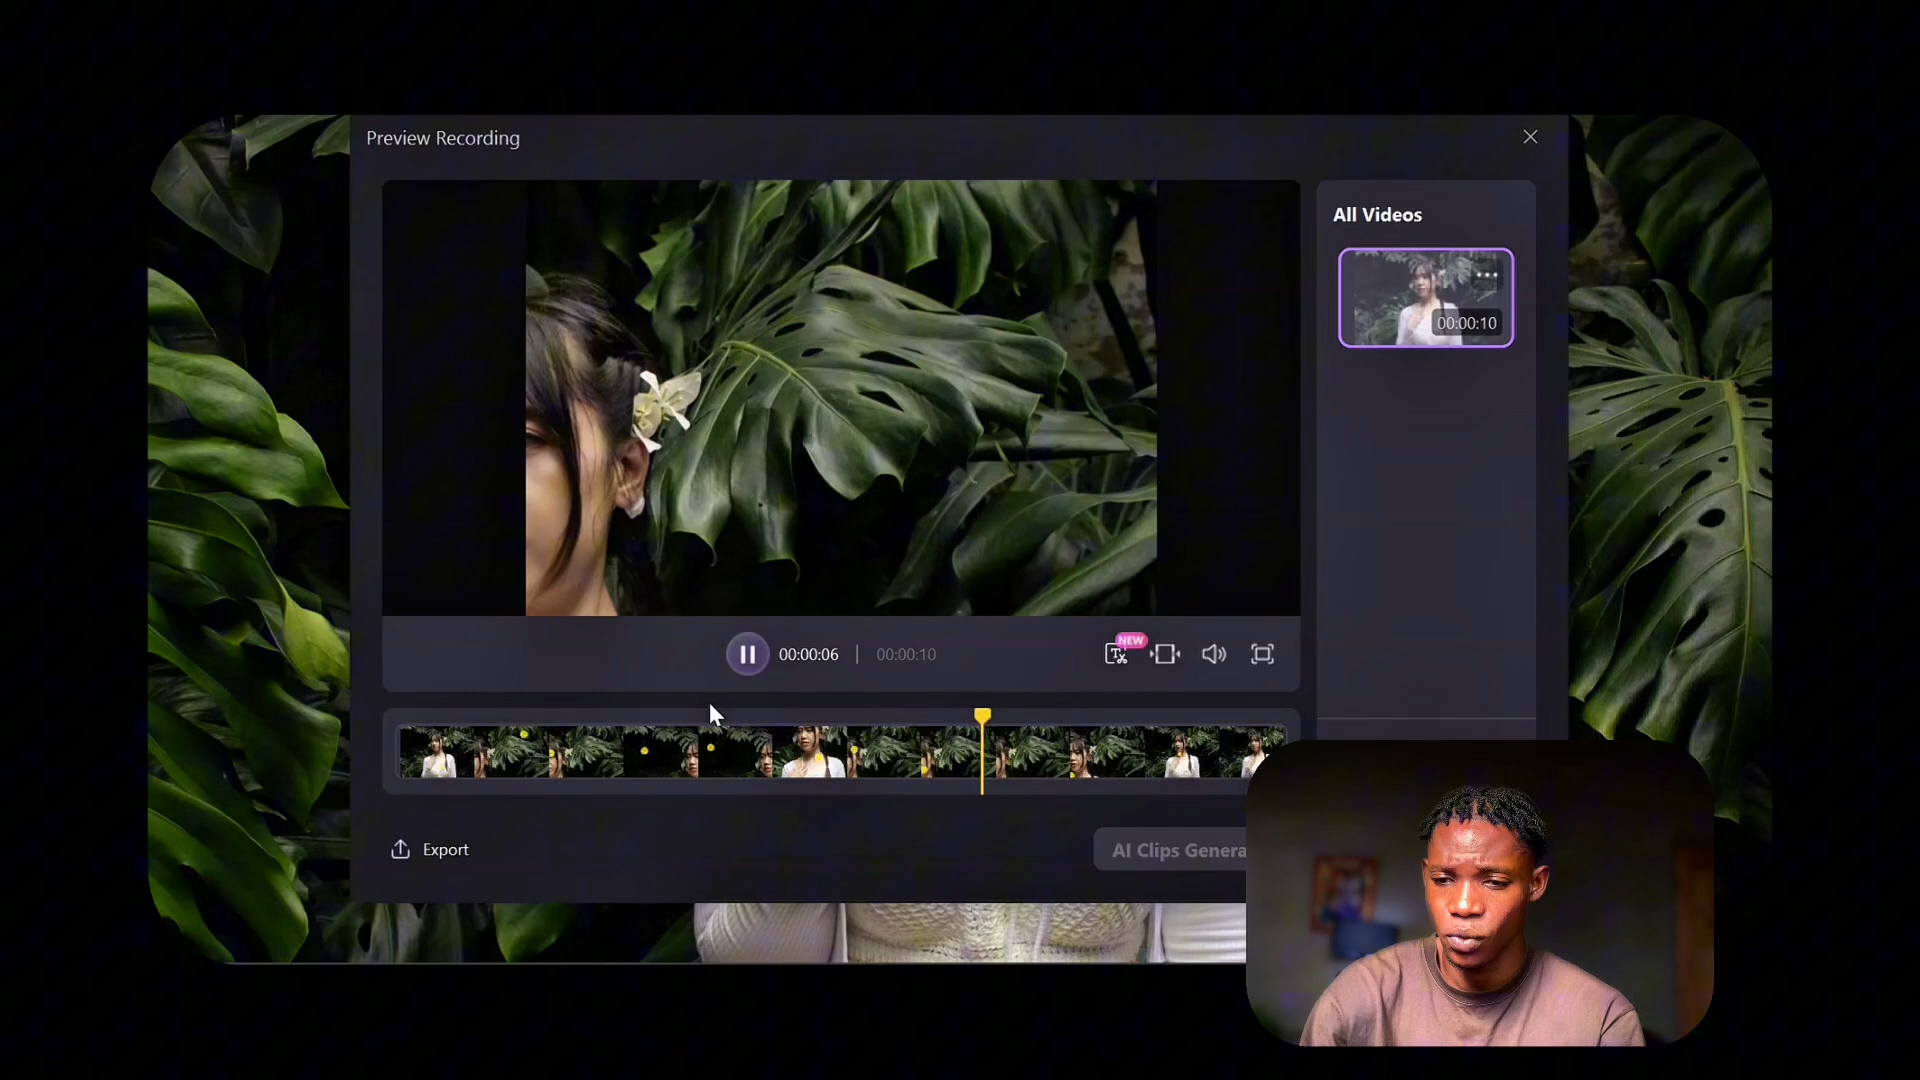 Preview Recording
All Videos
00:00:10
NEW
00:00:06 | 00:00:10
Export
AI Clips Genera